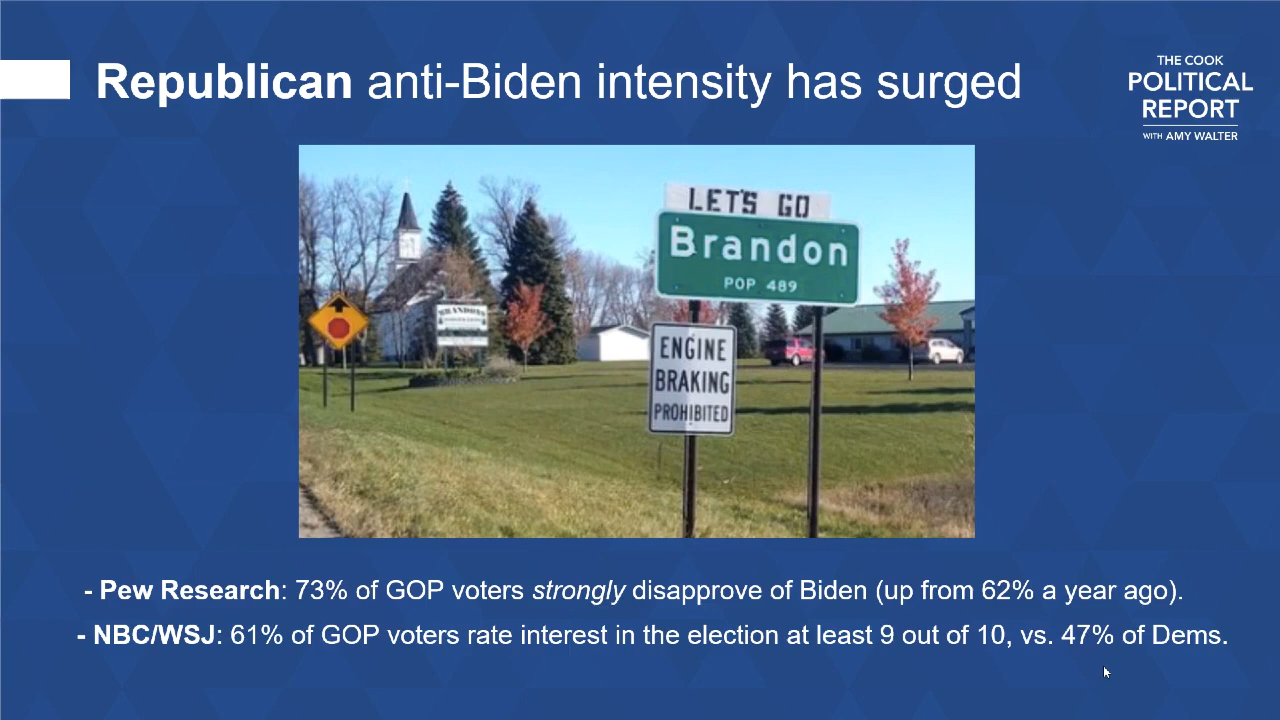 Republican anti-Biden intensity has surged
THE COOK
POLITICAL
REPORT
WITH AMY WALTER
LET'S GO
Brandon
POP 489
BRANDON
ENGINE
BRAKING
PROHIBITED
- Pew Research: 73% of GOP voters strongly disapprove of Biden (up from 62% a year ago).
- NBC/WSJ: 61% of GOP voters rate interest in the election at least 9 out of 10, vs. 47% of Dems.